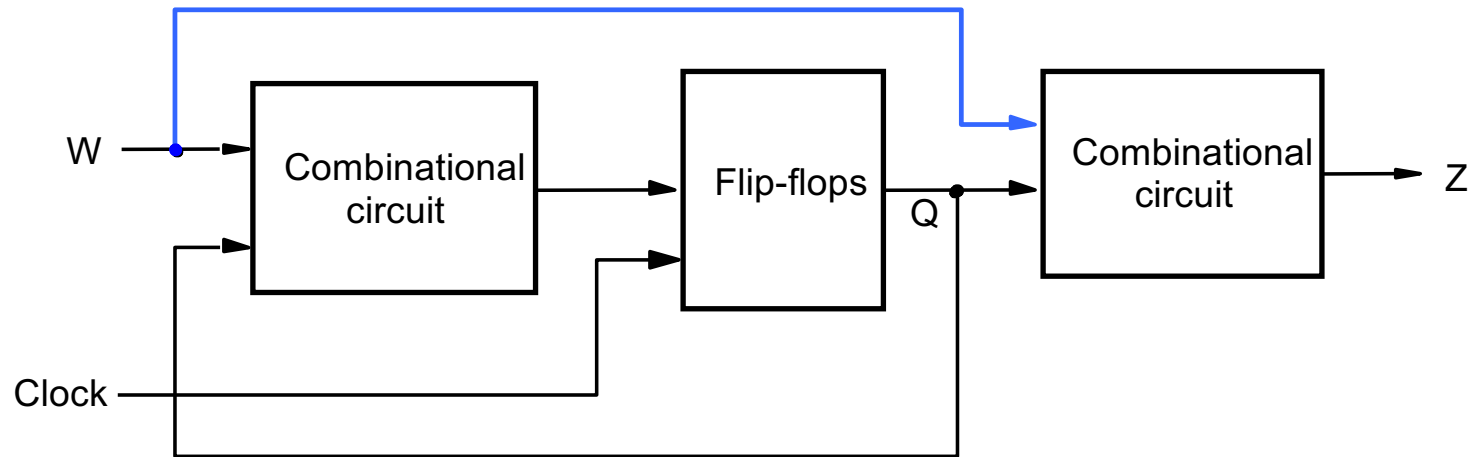 W
Combinational
circuit
Flip-flops
Q
Combinational
circuit
Z
Clock